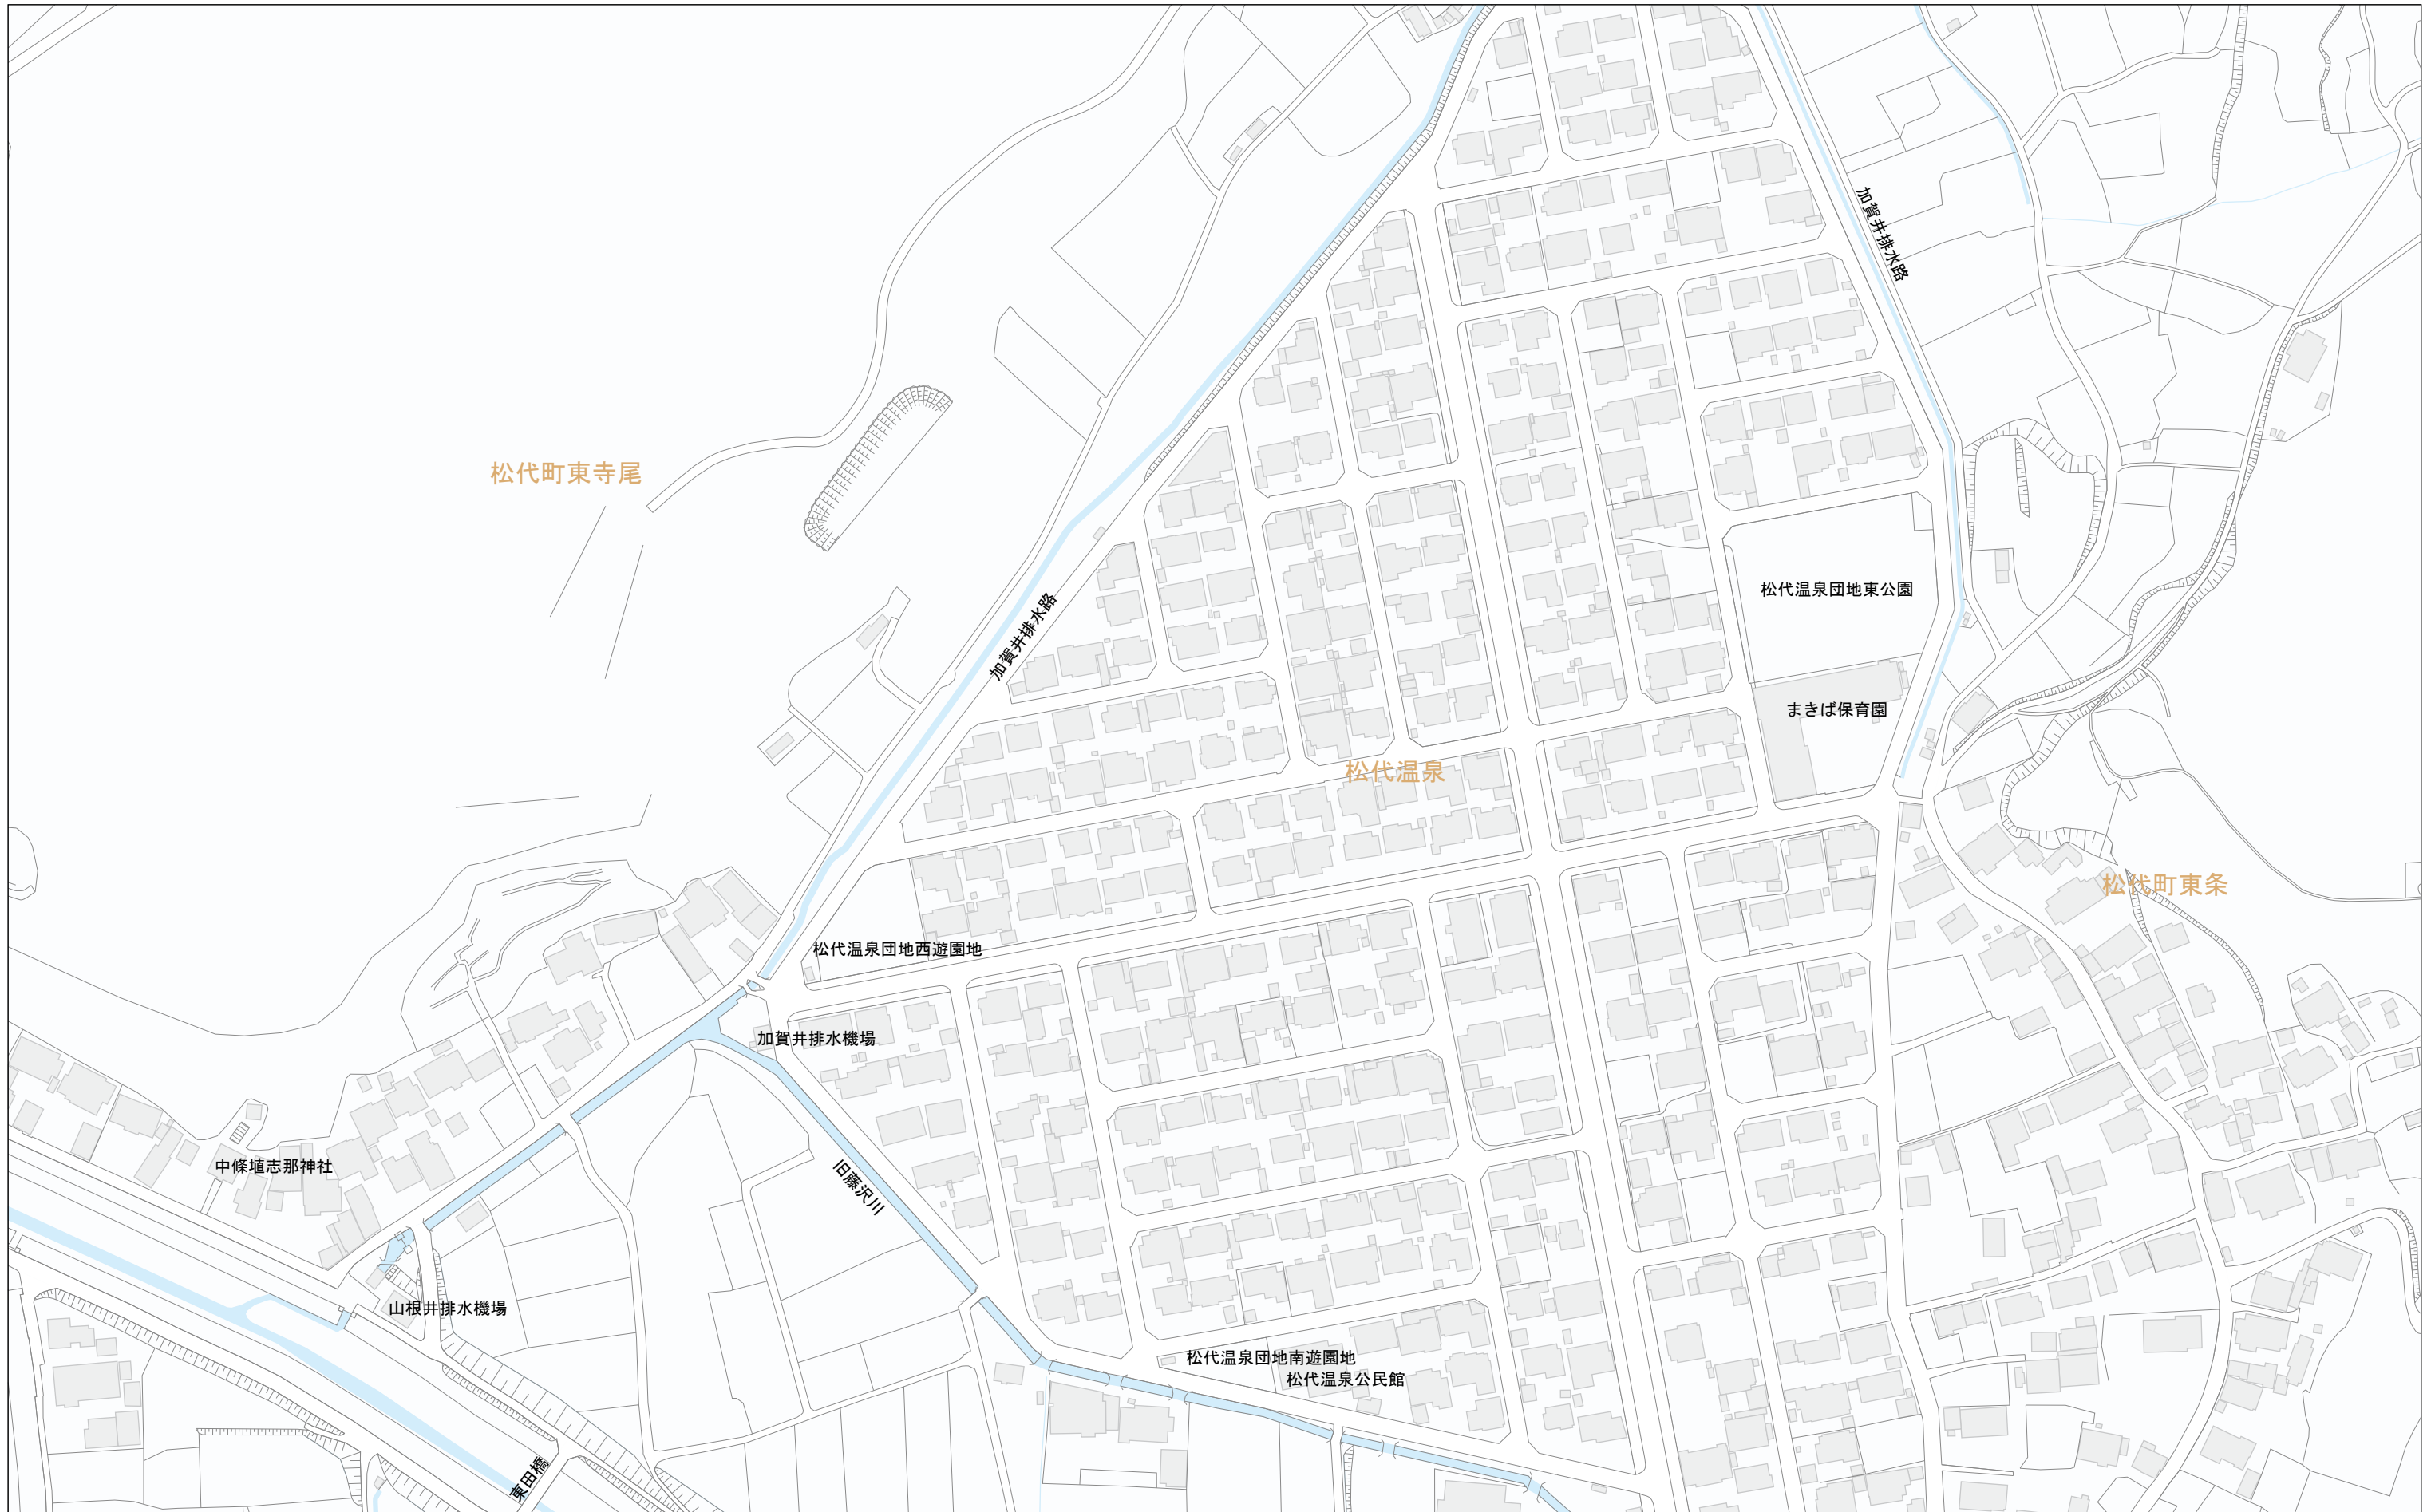 加賀井排水路
松代町東寺尾
松代温泉団地東公園
加賀井排水路
まきば保育園
松代温泉
松代町東条
松代温泉団地西遊園地
加賀井排水機場
中條埴志那神社
旧藤沢川
山根井排水機場
松代温泉団地南遊園地
松代温泉公民館
東田橋